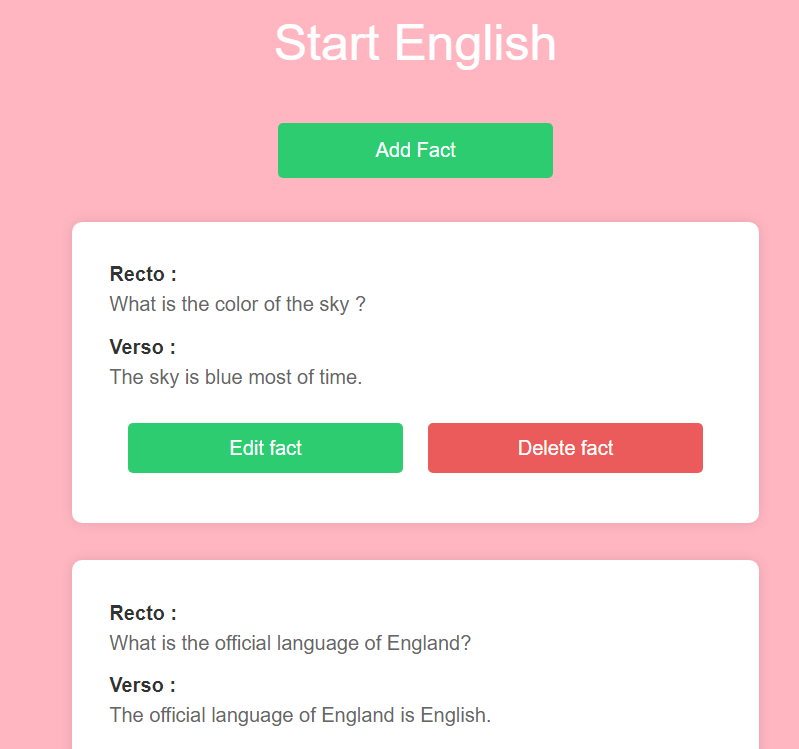 Start English
Add Fact
Recto :
What is the color of the sky ?
Verso :
The sky is blue most of time.
Edit fact
Delete fact
Recto :
What is the official language of England?
Verso :
The official language of England is English.